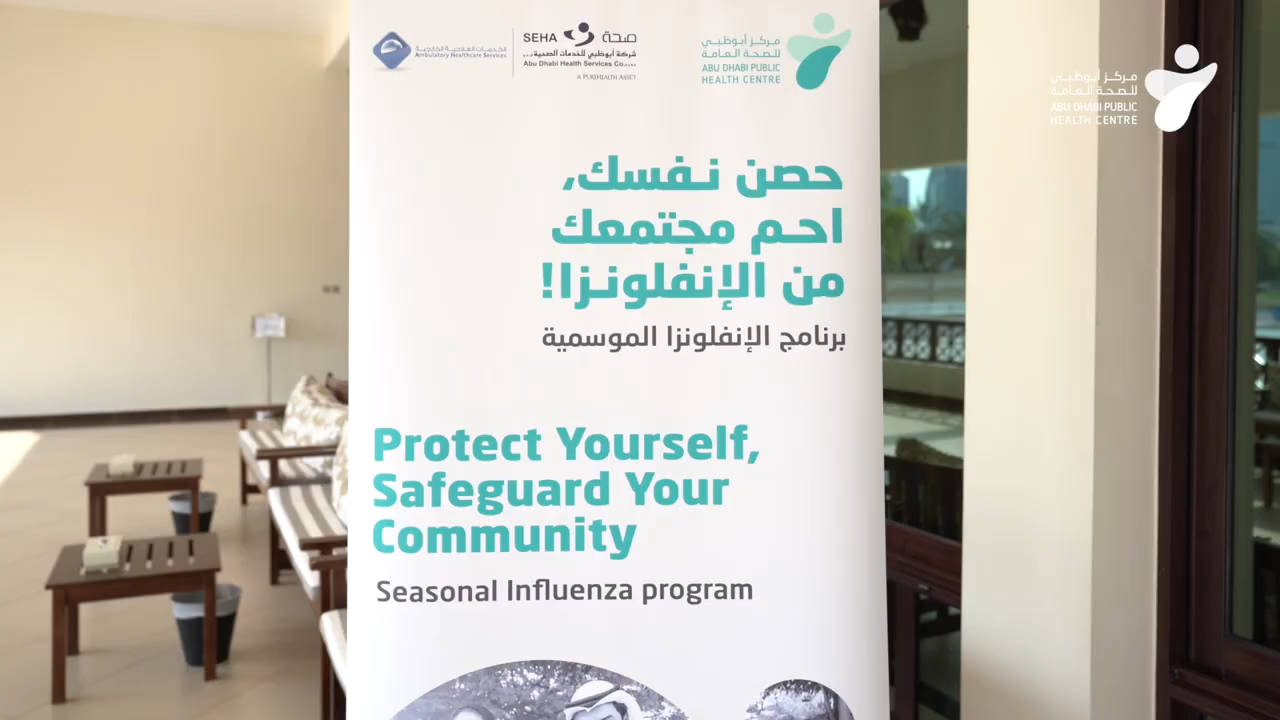 الخدمات العلاجية الخارجية
Ambulatory Healthcare Services
SEHA صحة
شركة أبوظبي للخدمات الصحية
Abu Dhabi Health Services Co.
A PUREHEALTH ASSET
مركز أبوظبي
للصحة العامة
ABU DHABI PUBLIC
HEALTH CENTRE
مركز أبوظبي
للصحة العامة
ABU DHABI PUBLIC
HEALTH CENTRE
حصن نفسك،
احم مجتمعك
من الإنفلونزا!
برنامج الإنفلونزا الموسمية
Protect Yourself,
Safeguard Your
Community
Seasonal Influenza program